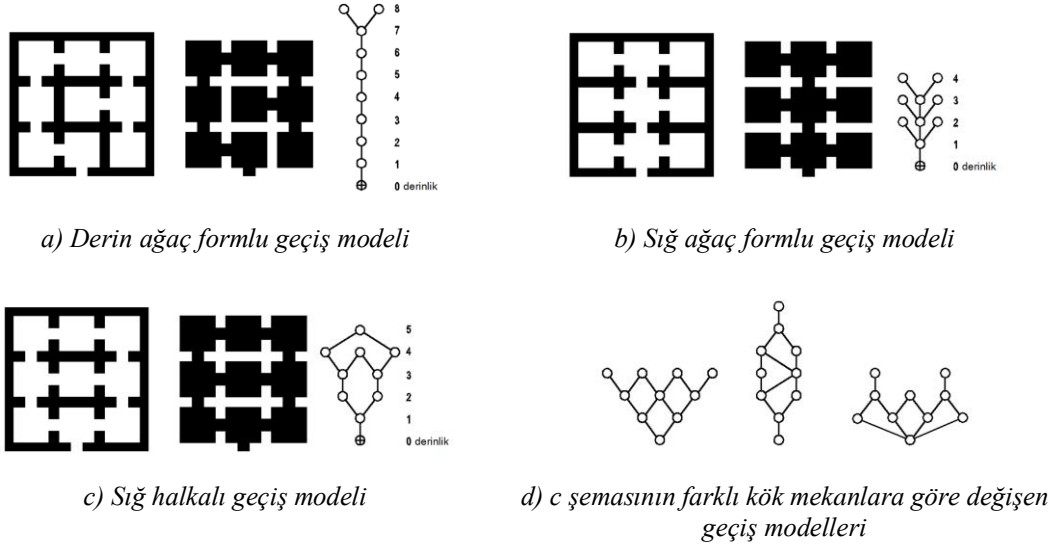 8
7
6
5
4
3
2
1
0 derinlik
4
3
2
1
0 derinlik
a) Derin ağaç formlu geçiş modeli
b) Sığ ağaç formlu geçiş modeli
5
4
3
2
1
0 derinlik
c) Sığ halkalı geçiş modeli
d) c şemasının farklı kök mekanlara göre değişen
geçiş modelleri